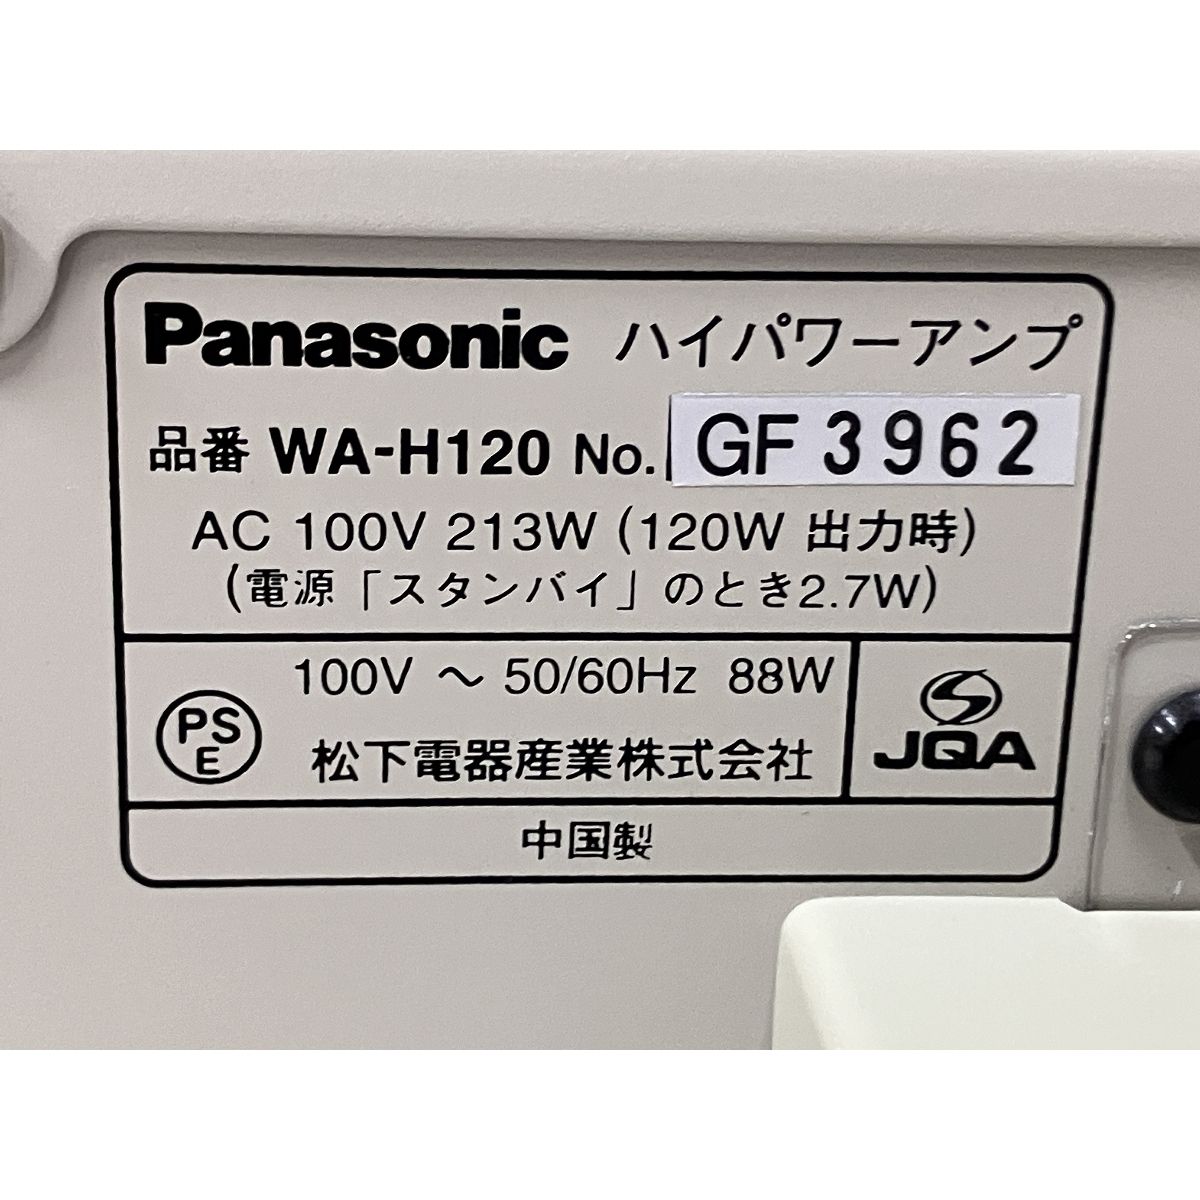 Panasonic ハイパワーアンプ
品番 WA-H120 No. GF 3962
AC 100V 213W (120W 出力時)
(電源「スタンバイ」のとき2.7W)
PS
E
100V ～ 50/60Hz 88W
松下電器産業株式会社
JQA
中国製